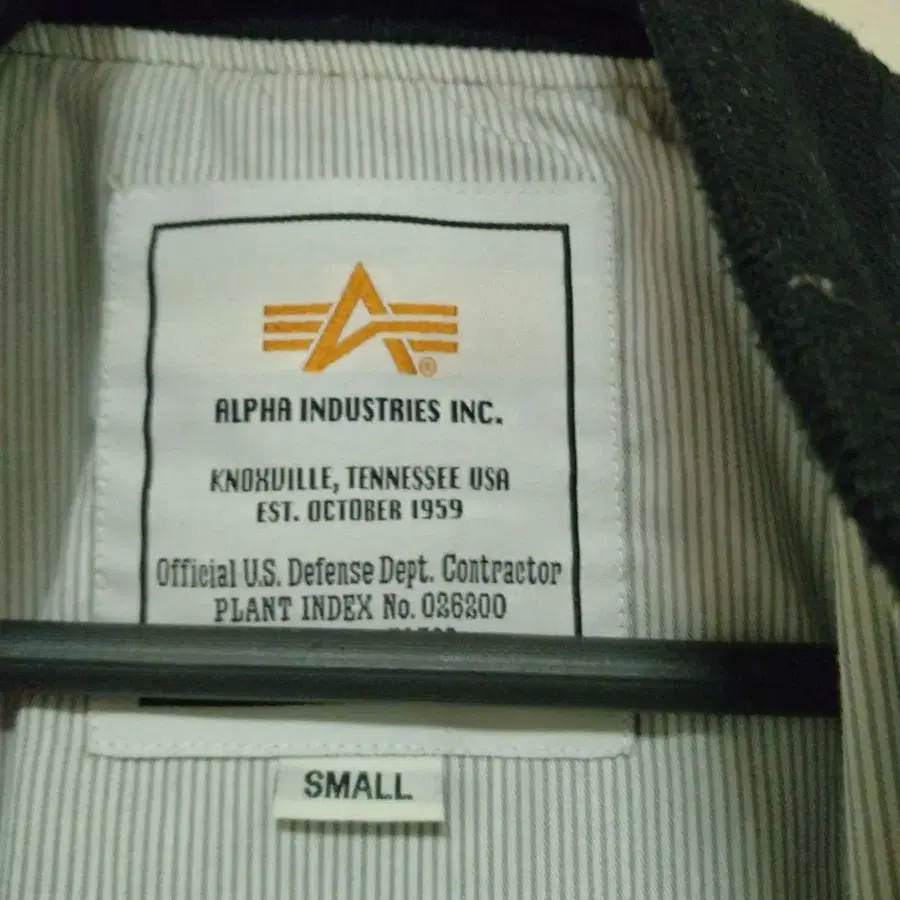 ®
ALPHA INDUSTRIES INC.
KNOXVILLE, TENNESSEE USA
EST. OCTOBER 1959
Official U.S. Defense Dept. Contractor
PLANT INDEX No. 026200
SMALL